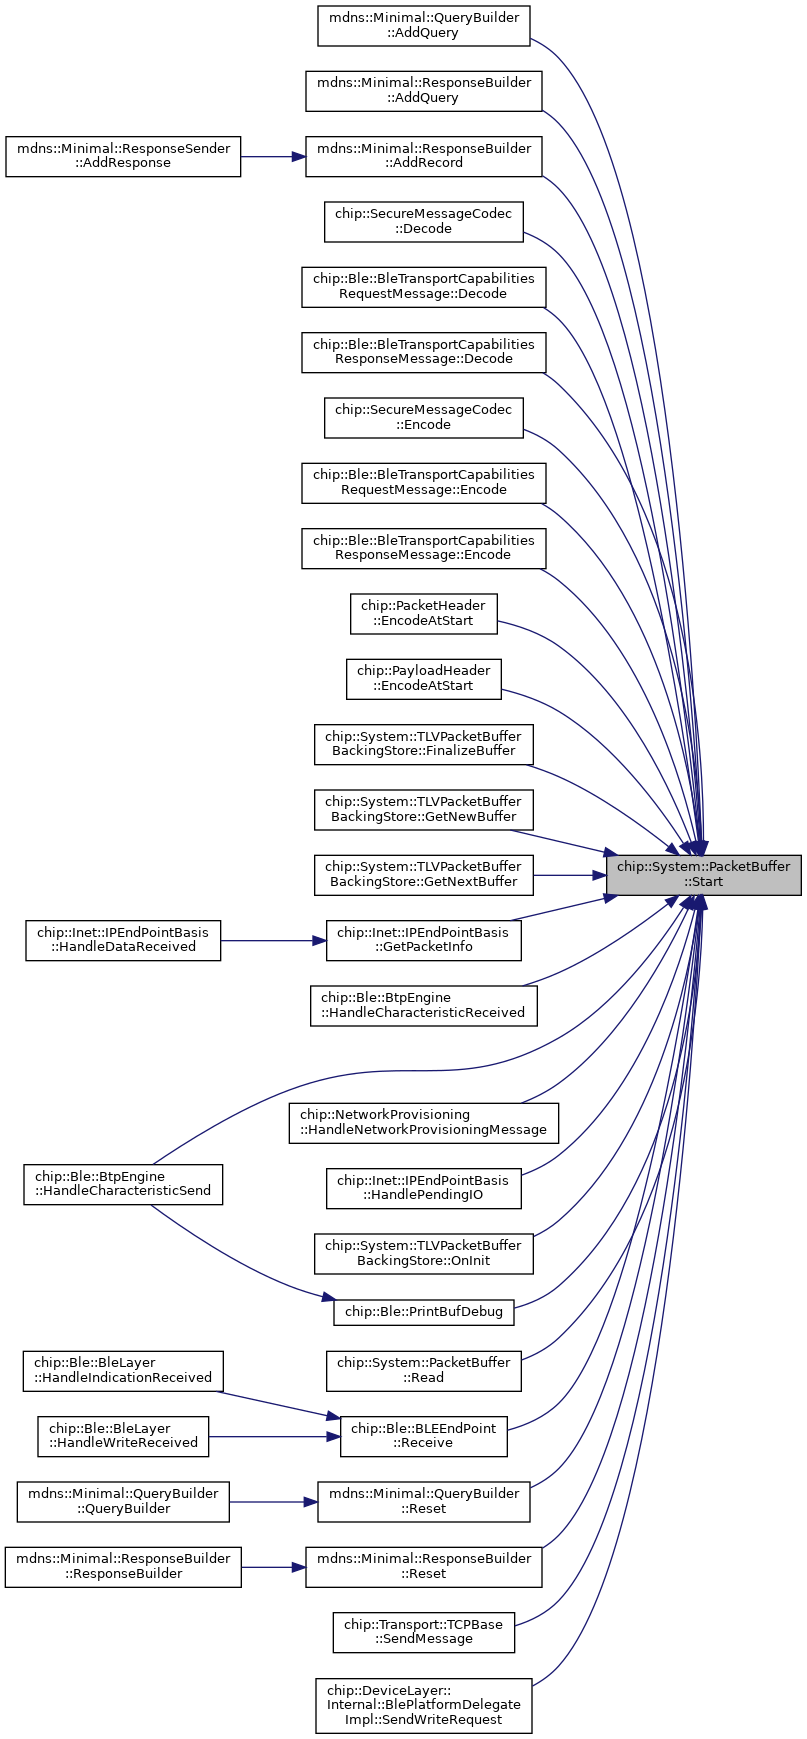 mdns::Minimal::QueryBuilder
::AddQuery
mdns::Minimal::ResponseBuilder
::AddQuery
mdns::Minimal::ResponseSender
::AddResponse
mdns::Minimal::ResponseBuilder
::AddRecord
chip::SecureMessageCodec
::Decode
chip::Ble::BleTransportCapabilities
RequestMessage::Decode
chip::Ble::BleTransportCapabilities
ResponseMessage::Decode
chip::SecureMessageCodec
::Encode
chip::Ble::BleTransportCapabilities
RequestMessage::Encode
chip::Ble::BleTransportCapabilities
ResponseMessage::Encode
chip::PacketHeader
::EncodeAtStart
chip::PayloadHeader
::EncodeAtStart
chip::System::TLVPacketBuffer
BackingStore::FinalizeBuffer
chip::System::TLVPacketBuffer
BackingStore::GetNewBuffer
chip::System::TLVPacketBuffer
BackingStore::GetNextBuffer
chip::System::PacketBuffer
::Start
chip::Inet::IPEndPointBasis
::HandleDataReceived
chip::Inet::IPEndPointBasis
::GetPacketInfo
chip::Ble::BtpEngine
::HandleCharacteristicReceived
chip::NetworkProvisioning
::HandleNetworkProvisioningMessage
chip::Ble::BtpEngine
::HandleCharacteristicSend
chip::Inet::IPEndPointBasis
::HandlePendingIO
chip::System::TLVPacketBuffer
BackingStore::OnInit
chip::Ble::PrintBufDebug
chip::System::PacketBuffer
::Read
chip::Ble::BleLayer
::HandleIndicationReceived
chip::Ble::BleLayer
::HandleWriteReceived
chip::Ble::BLEEndPoint
::Receive
mdns::Minimal::QueryBuilder
::QueryBuilder
mdns::Minimal::QueryBuilder
::Reset
mdns::Minimal::ResponseBuilder
::ResponseBuilder
mdns::Minimal::ResponseBuilder
::Reset
chip::Transport::TCPBase
::SendMessage
chip::DeviceLayer::
Internal::BlePlatformDelegate
Impl::SendWriteRequest